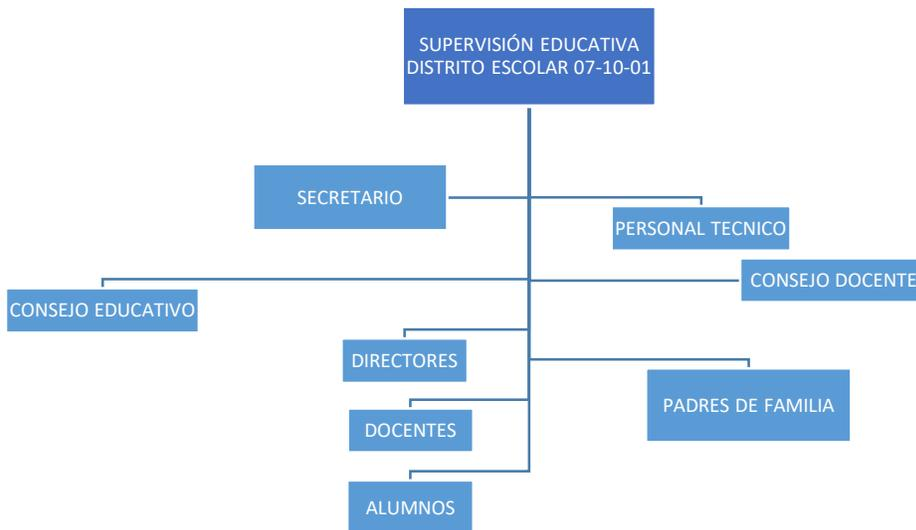 SUPERVISIÓN EDUCATIVA
DISTRITO ESCOLAR 07-10-01
SECRETARIO
PERSONAL TECNICO
CONSEJO EDUCATIVO
CONSEJO DOCENTE
DIRECTORES
PADRES DE FAMILIA
DOCENTES
ALUMNOS